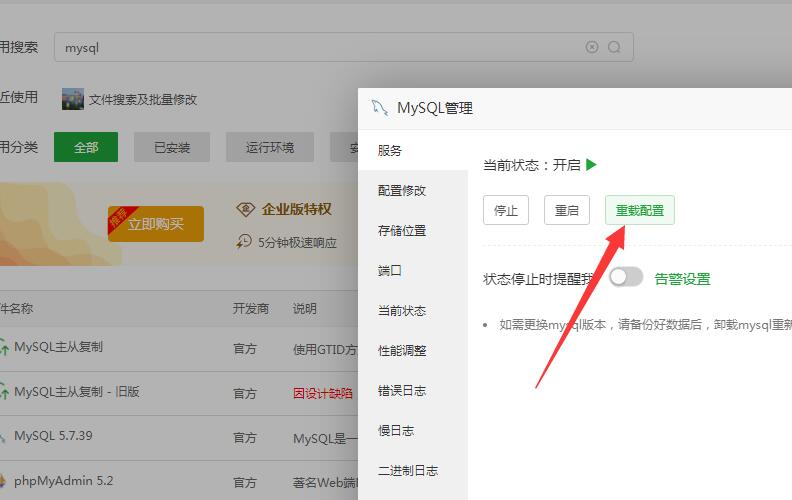 用搜索
mysql
近使用
文件搜索及批量修改
用分类
全部
已安装
运行环境
安
推荐
立即购买
企业版特权
5分钟极速响应
件名称
开发商
说明
MySQL主从复制
官方
使用GTID方
MySQL主从复制 - 旧版
官方
因设计缺陷
MySQL 5.7.39
官方
MySQL是一
phpMyAdmin 5.2
官方
著名Web端
MySQL管理
服务
配置修改
存储位置
端口
当前状态
性能调整
错误日志
慢日志
二进制日志
当前状态：开启
停止
重启
重载配置
状态停止时提醒我
告警设置
如需更换mysql版本，请备份好数据后，卸载mysql重新